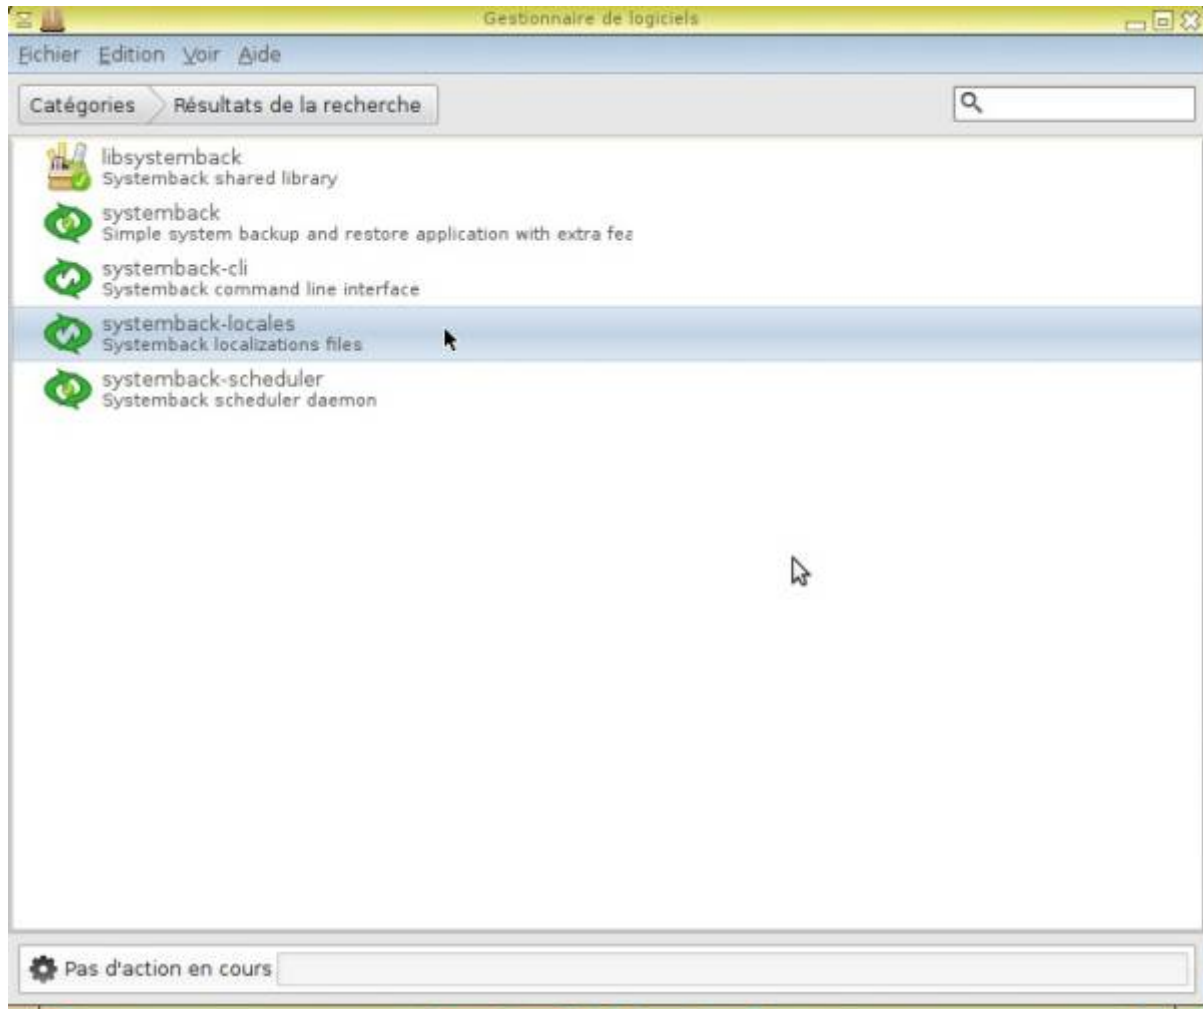 Gestionnaire de logiciels
Fichier Edition Voir Aide
Catégories Résultats de la recherche
libsystemback
Systemback shared library
systemback
Simple system backup and restore application with extra fea
systemback-cli
Systemback command line interface
systemback-locales
Systemback localizations files
systemback-scheduler
Systemback scheduler daemon
Pas d'action en cours